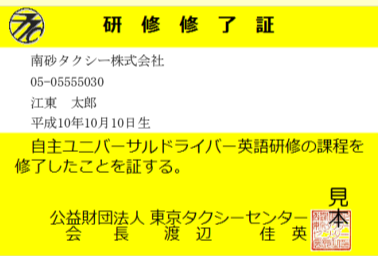 研修修了証
南砂タクシー株式会社
05-05555030
江東　太郎
平成10年10月10日生
自主ユニバーサルドライバー英語研修の課程を
修了したことを証する。
見本
公益財団法人 東京タクシーセンター
会　長　渡　辺　佳　英